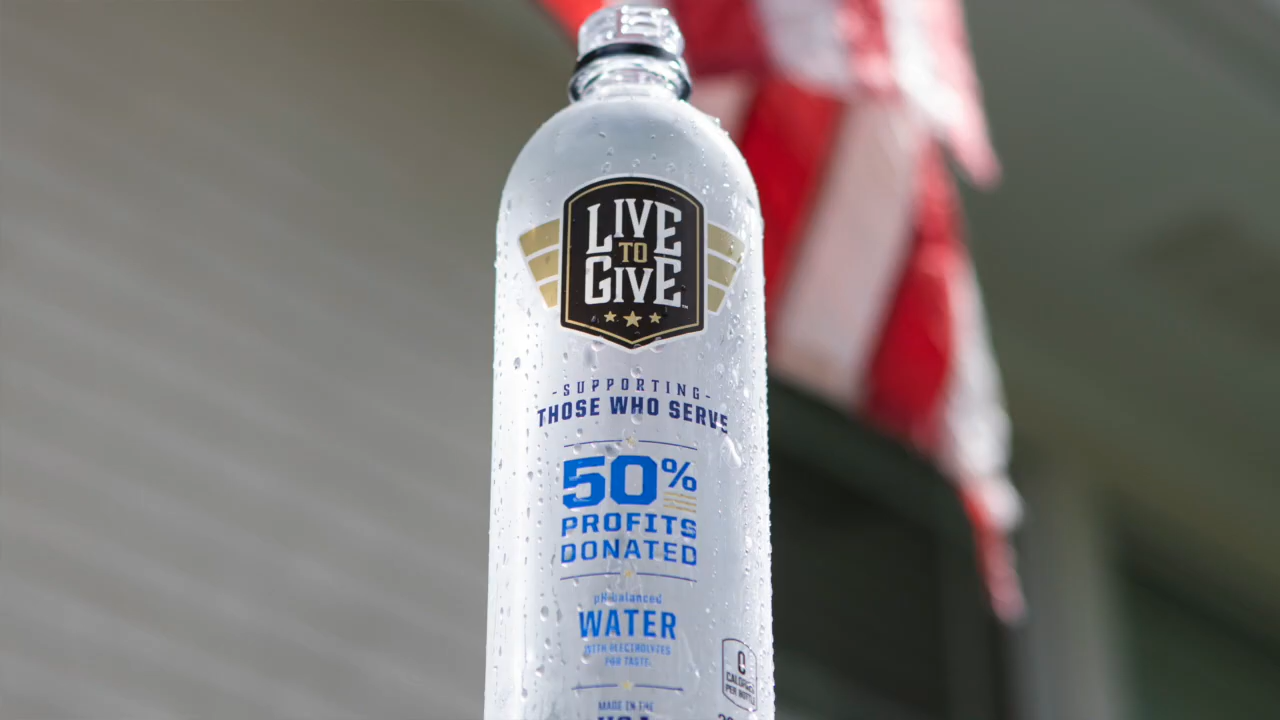 LIVE
TO
GIVE
-SUPPORTING-
THOSE WHO SERVE
50%
PROFITS
DONATED
pH balanced
WATER
WITH ELECTROLYTES
FOR TASTE.
0
CALORIES
PER BOTTLE
MADE IN THE
USA